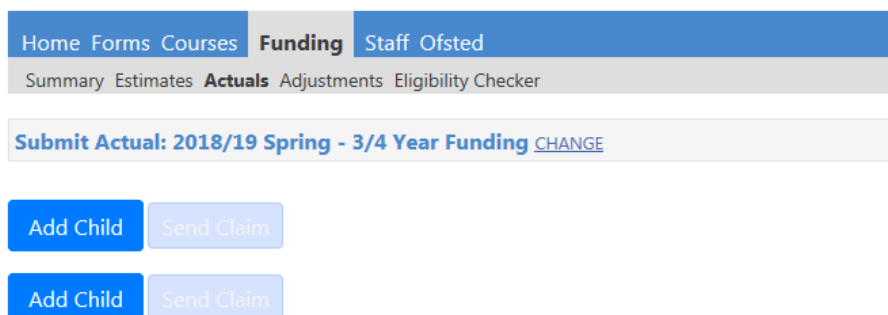 Home Forms Courses Funding Staff Ofsted
Summary Estimates Actuals Adjustments Eligibility Checker
Submit Actual: 2018/19 Spring - 3/4 Year Funding CHANGE
Add Child Send Claim
Add Child Send Claim